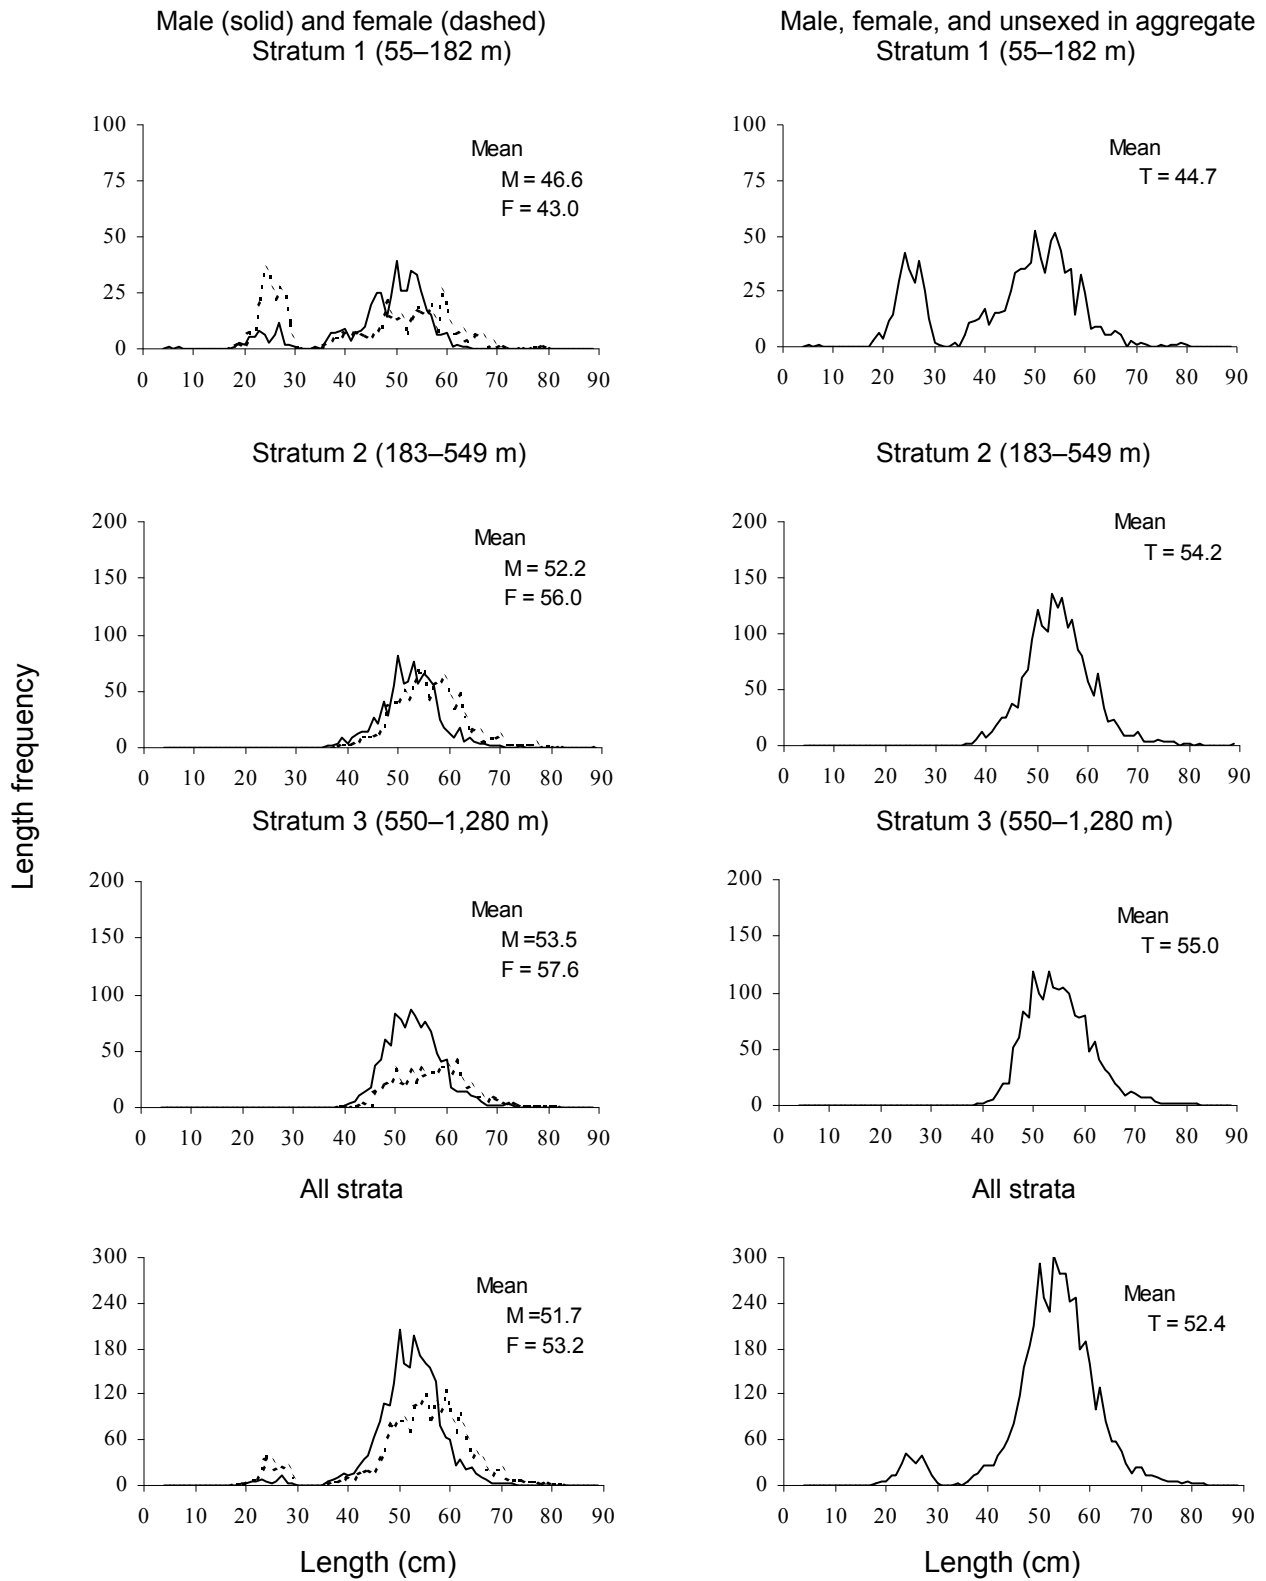 Male (solid) and female (dashed)
Stratum 1 (55–182 m)
100
75
50
25
0
0 10 20 30 40 50 60 70 80 90
Mean
M = 46.6
F = 43.0
Male, female, and unsexed in aggregate
Stratum 1 (55–182 m)
100
75
50
25
0
0 10 20 30 40 50 60 70 80 90
Mean
T = 44.7
Stratum 2 (183–549 m)
200
150
100
50
0
0 10 20 30 40 50 60 70 80 90
Mean
M = 52.2
F = 56.0
Stratum 2 (183–549 m)
200
150
100
50
0
0 10 20 30 40 50 60 70 80 90
Mean
T = 54.2
Length frequency
Stratum 3 (550–1,280 m)
200
150
100
50
0
0 10 20 30 40 50 60 70 80 90
Mean
M =53.5
F = 57.6
Stratum 3 (550–1,280 m)
200
150
100
50
0
0 10 20 30 40 50 60 70 80 90
Mean
T = 55.0
All strata
300
240
180
120
60
0
0 10 20 30 40 50 60 70 80 90
Mean
M =51.7
F = 53.2
Length (cm)
All strata
300
240
180
120
60
0
0 10 20 30 40 50 60 70 80 90
Mean
T = 52.4
Length (cm)